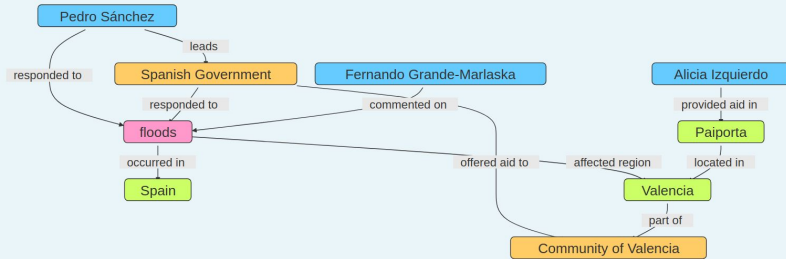 Pedro Sánchez
leads
responded to
Spanish Government
Fernando Grande-Marlaska
Alicia Izquierdo
responded to
commented on
provided aid in
floods
Paiporta
occurred in
offered aid to
affected region
located in
Spain
Valencia
part of
Community of Valencia